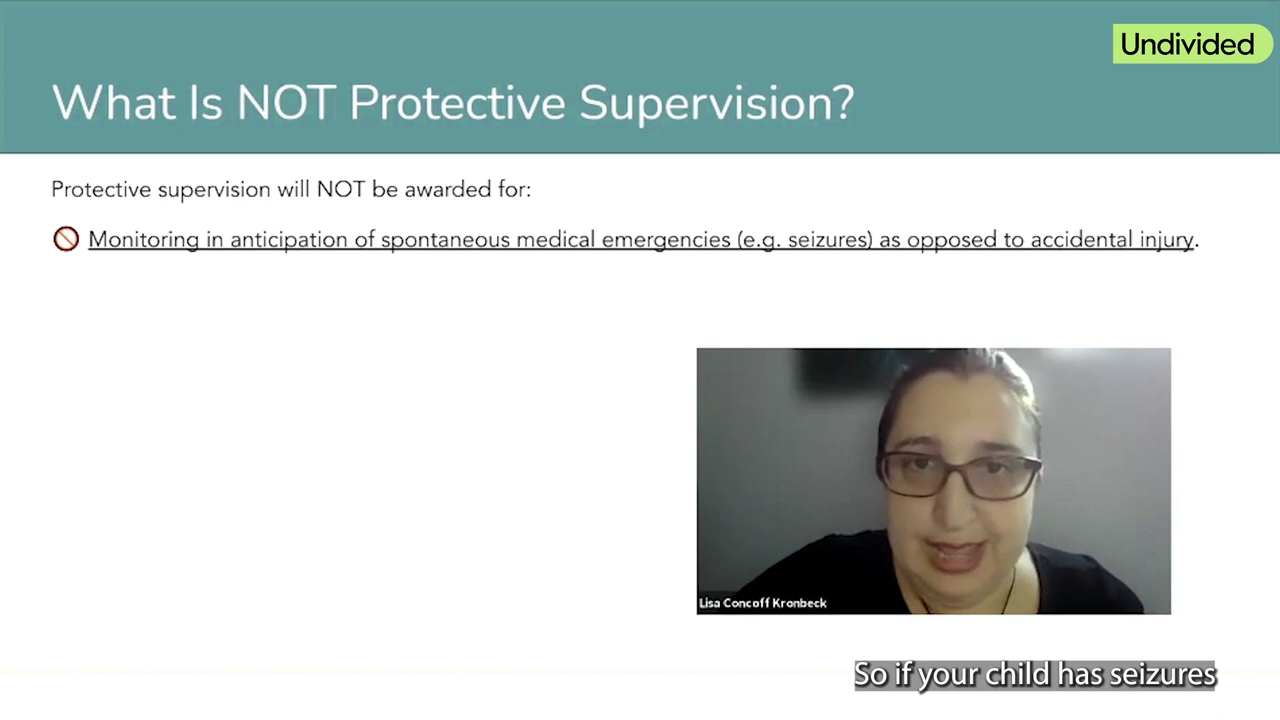 Undivided
What Is NOT Protective Supervision?
Protective supervision will NOT be awarded for:
Monitoring in anticipation of spontaneous medical emergencies (e.g. seizures) as opposed to accidental injury.
Lisa Concoff Kronbeck
So if your child has seizures